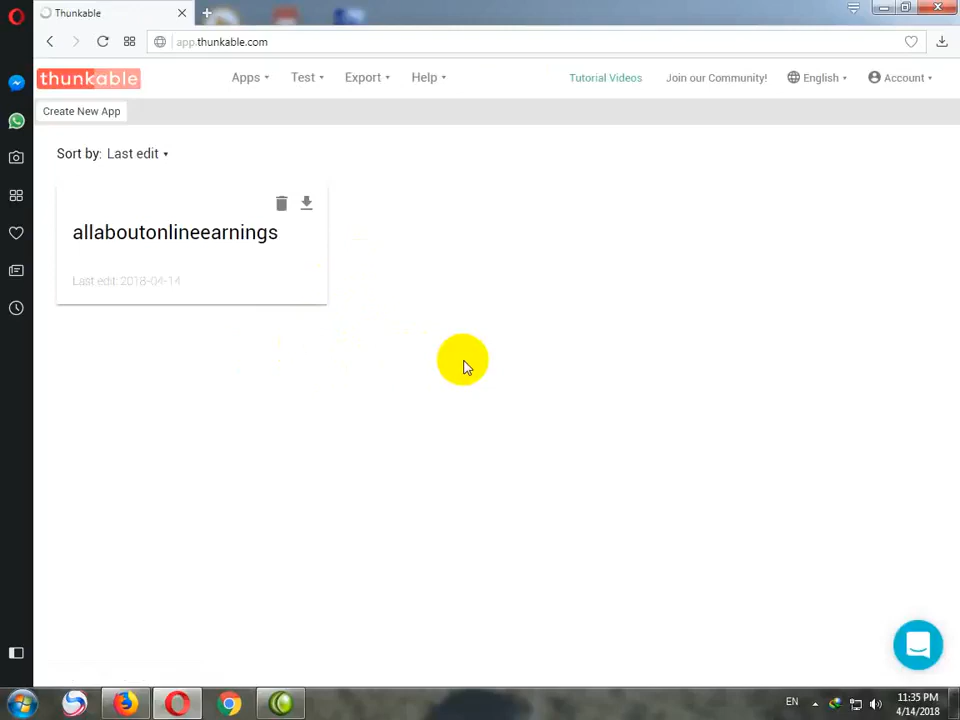 Thunkable
app.thunkable.com
thunkable Apps Test Export Help Tutorial Videos Join our Community! English Account
Create New App
Sort by: Last edit
allaboutonlineearnings
Last edit: 2018-04-14
EN 11:35 PM
4/14/2018